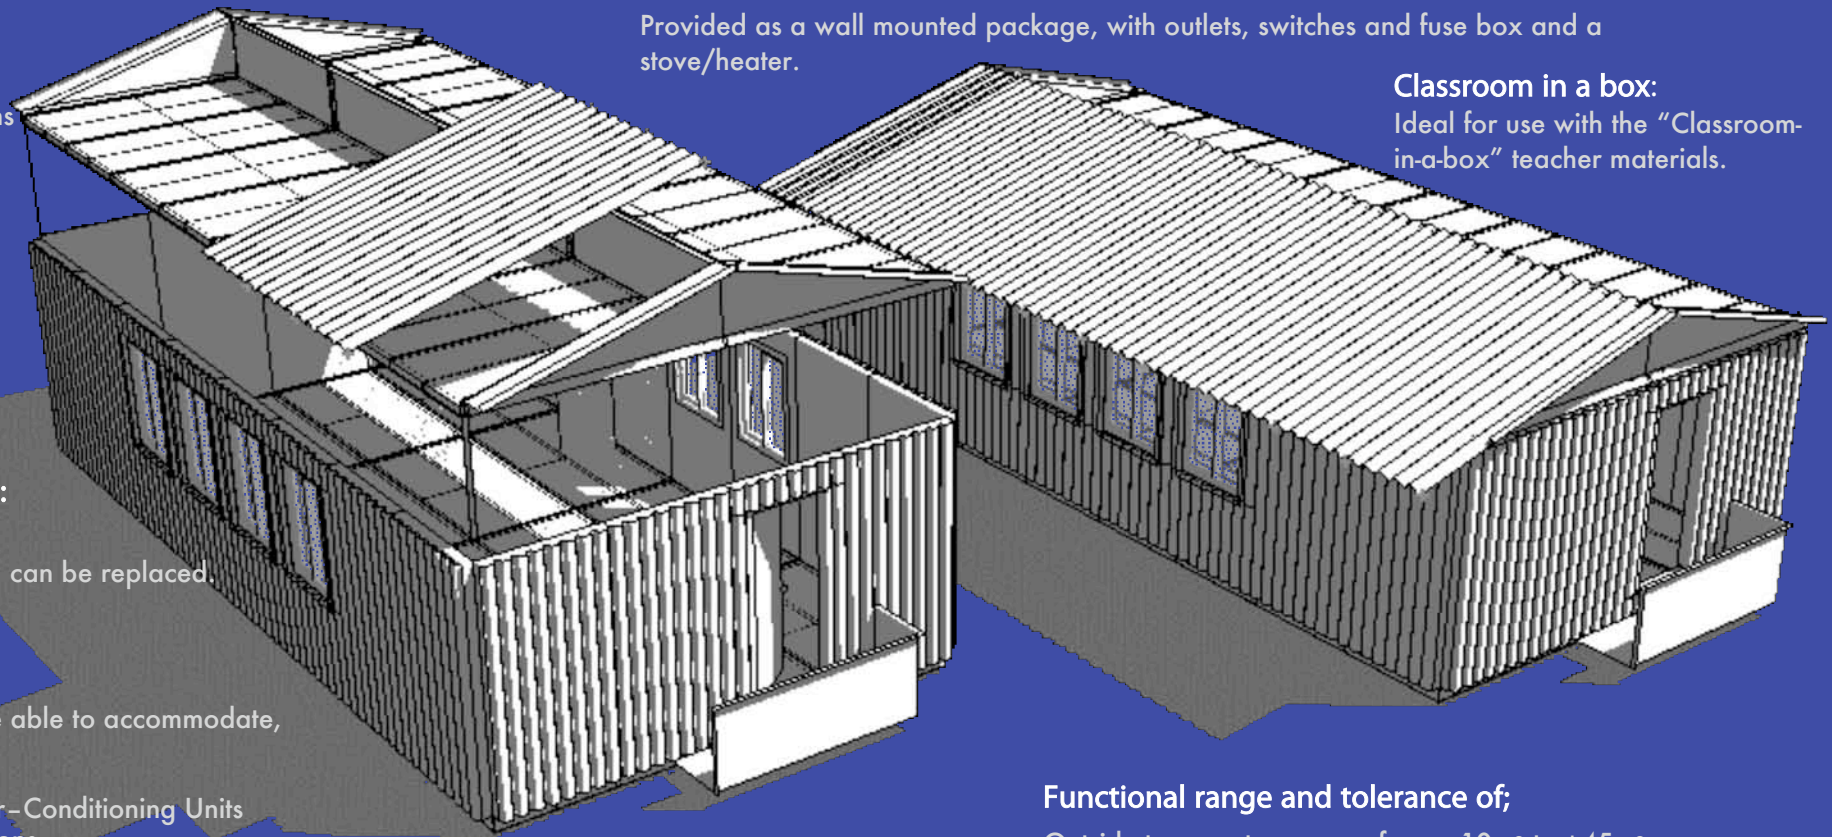 Provided as a wall mounted package, with outlets, switches and fuse box and a
stove/heater.
Classroom in a box:
Ideal for use with the “Classroom-
in-a-box” teacher materials.
:
can be replaced.
able to accommodate,
–Conditioning Units
Functional range and tolerance of;